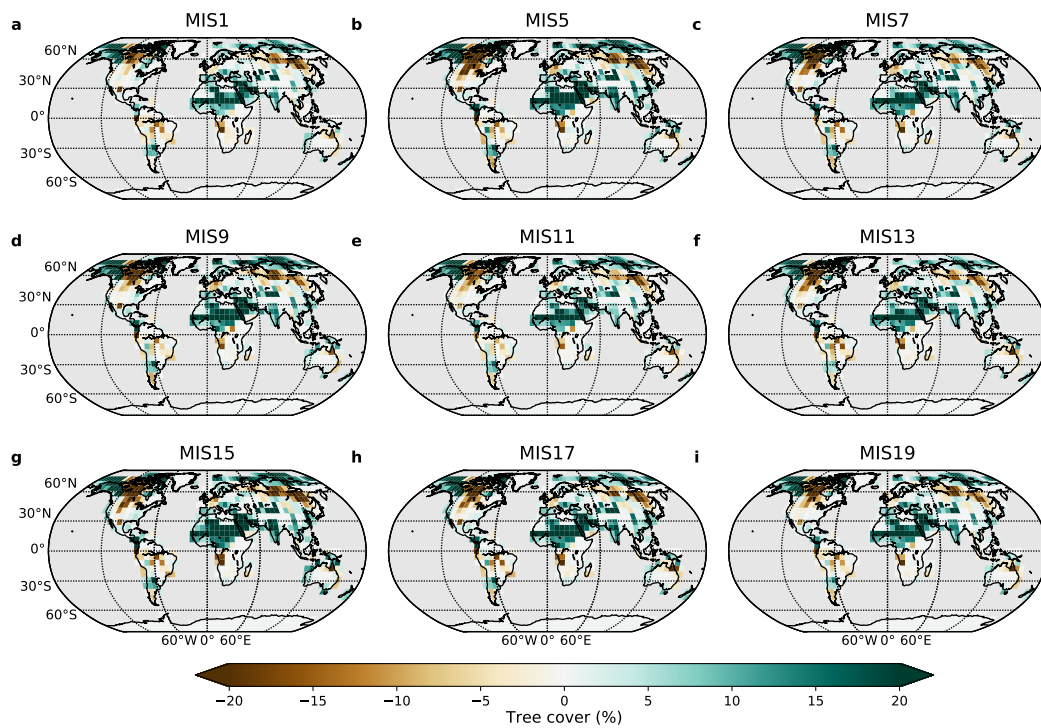 a MIS1 b MIS5 c MIS7
60°N
30°N
0°
30°S
60°S
d MIS9 e MIS11 f MIS13
60°N
30°N
0°
30°S
60°S
g MIS15 h MIS17 i MIS19
60°N
30°N
0°
30°S
60°S
60°W 0° 60°E 60°W 0° 60°E 60°W 0° 60°E
−20 −15 −10 −5 0 5 10 15 20
Tree cover (%)